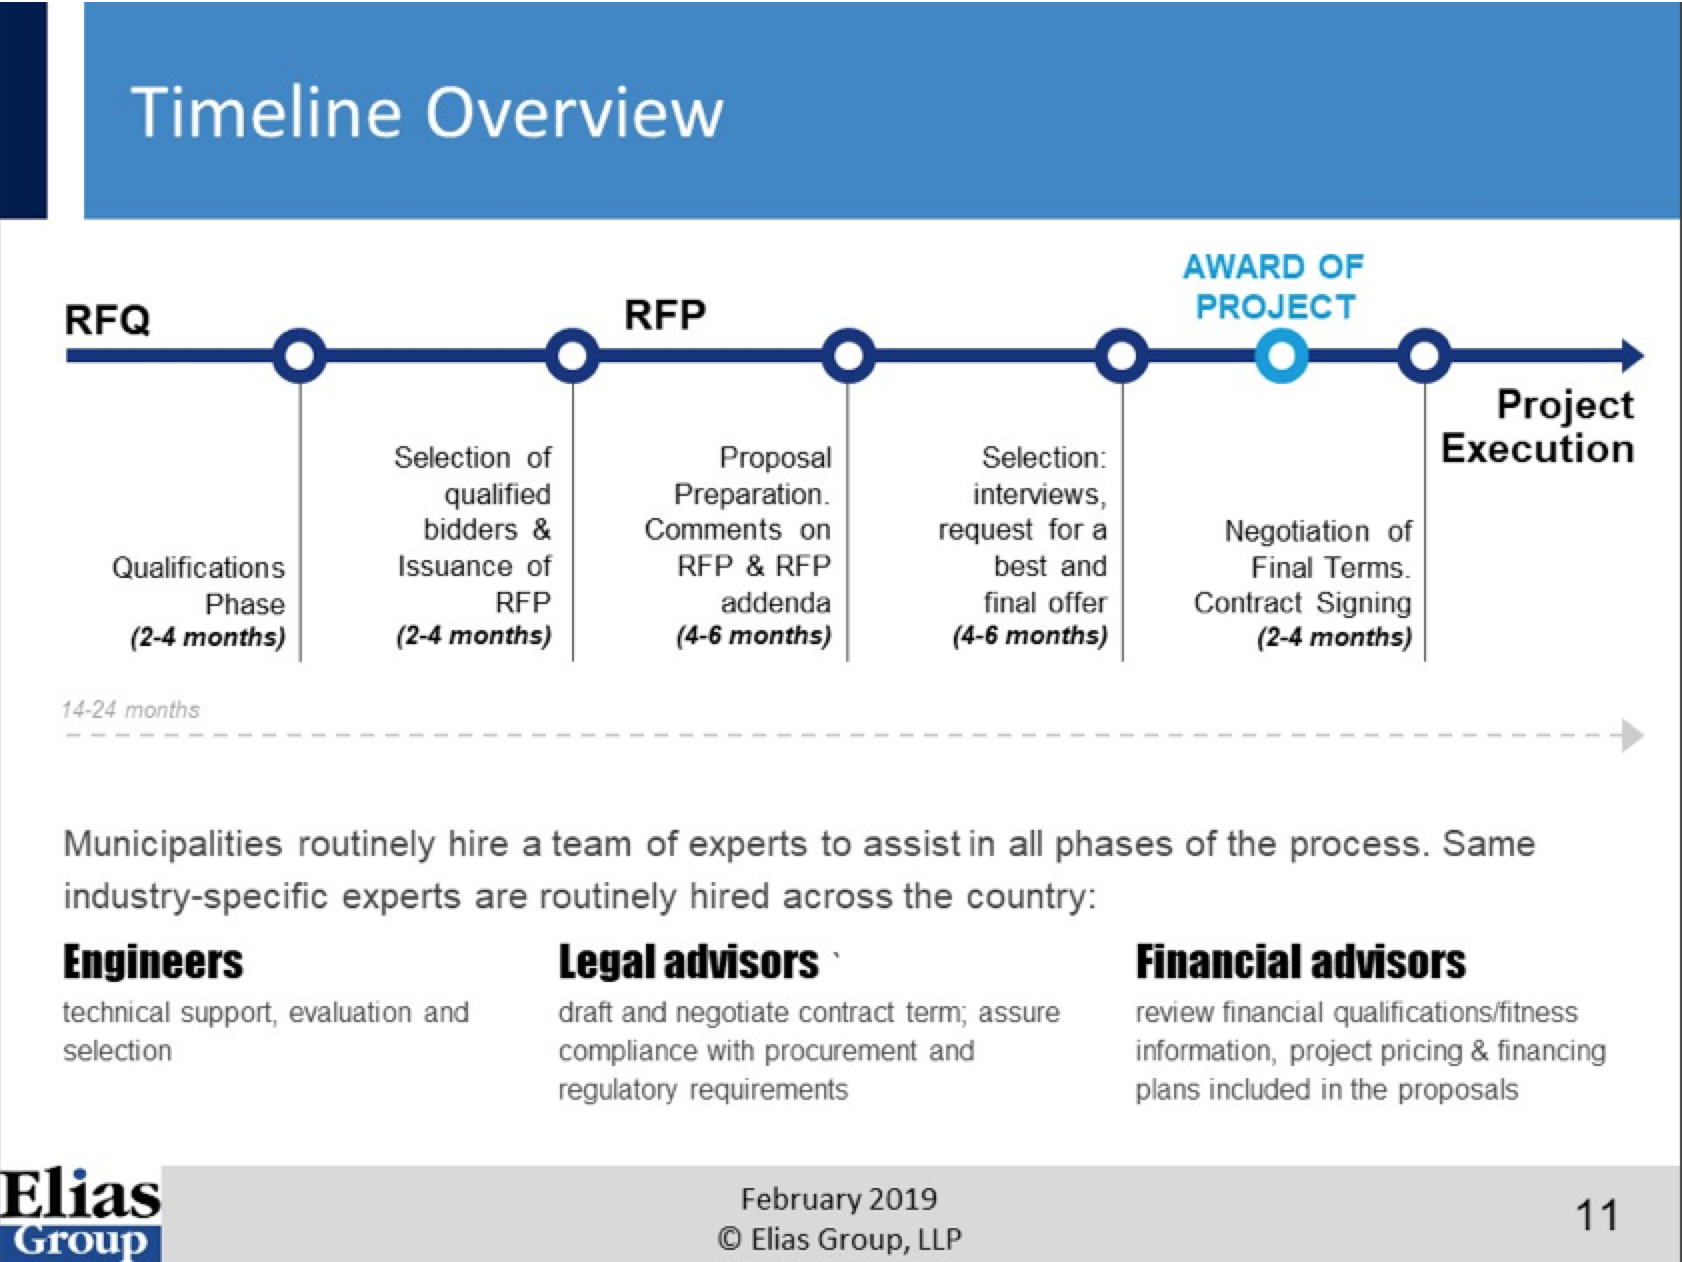 Timeline Overview
RFQ
RFP
AWARD OF
PROJECT
Project
Execution
Qualifications
Phase
(2-4 months)
Selection of
qualified
bidders &
Issuance of
RFP
(2-4 months)
Proposal
Preparation.
Comments on
RFP & RFP
addenda
(4-6 months)
Selection:
interviews,
request for a
best and
final offer
(4-6 months)
Negotiation of
Final Terms.
Contract Signing
(2-4 months)
14-24 months
Municipalities routinely hire a team of experts to assist in all phases of the process. Same
industry-specific experts are routinely hired across the country:
Engineers
technical support, evaluation and
selection
Legal advisors `
draft and negotiate contract term; assure
compliance with procurement and
regulatory requirements
Financial advisors
review financial qualifications/fitness
information, project pricing & financing
plans included in the proposals
Elias
Group
February 2019
© Elias Group, LLP
11